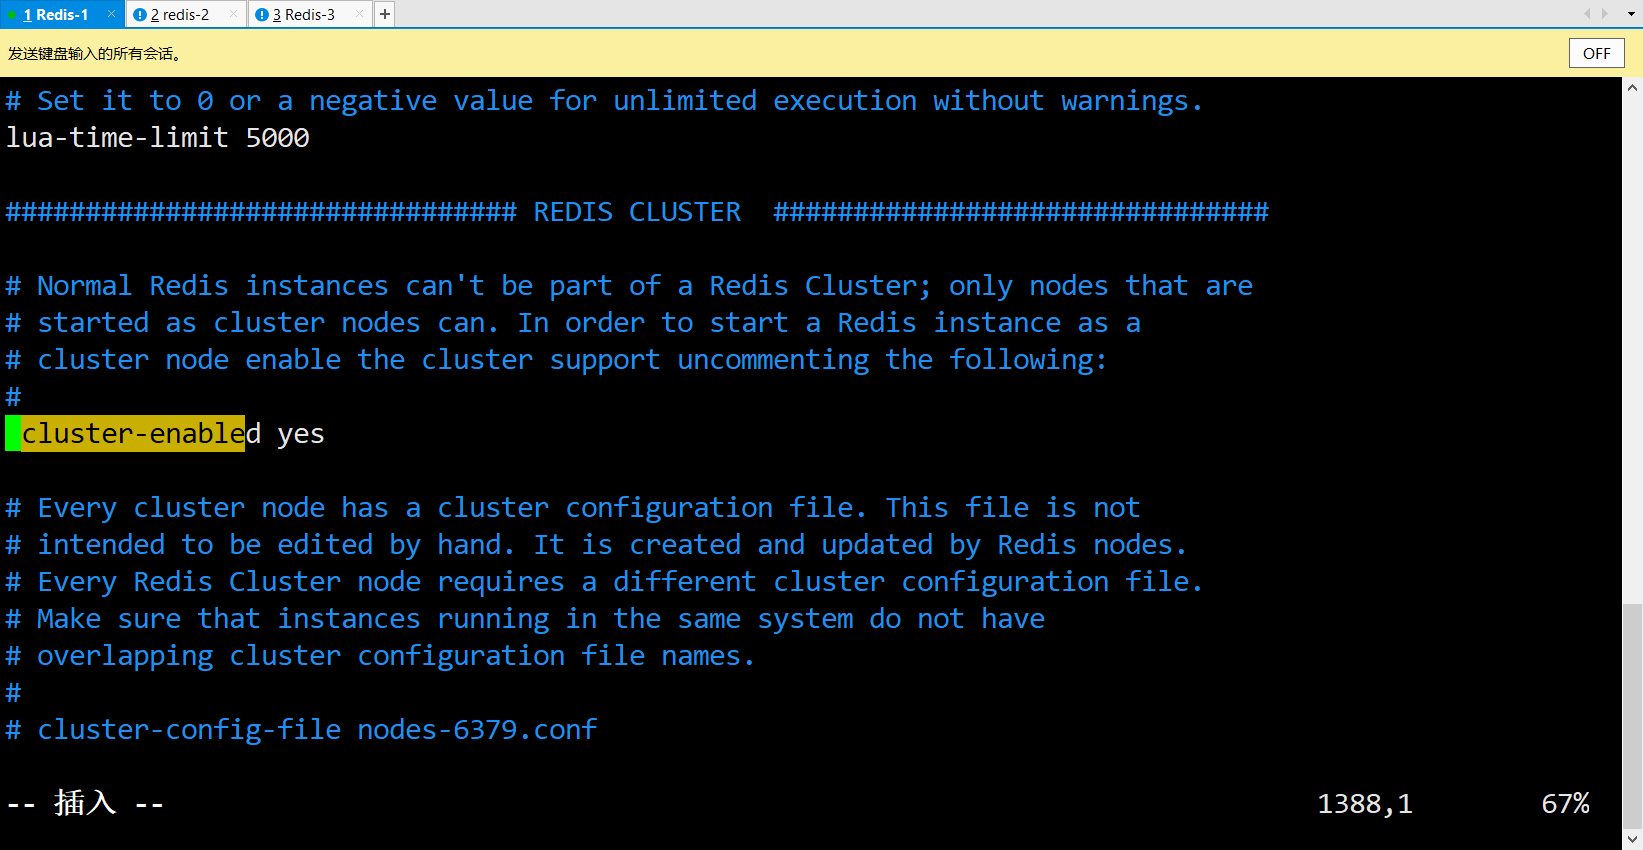 1 Redis-1 × 2 redis-2 × 3 Redis-3 × +
发送键盘输入的所有会话。 OFF
# Set it to 0 or a negative value for unlimited execution without warnings.
lua-time-limit 5000
################################ REDIS CLUSTER  ###############################
# Normal Redis instances can't be part of a Redis Cluster; only nodes that are
# started as cluster nodes can. In order to start a Redis instance as a
# cluster node enable the cluster support uncommenting the following:
#
cluster-enabled yes
# Every cluster node has a cluster configuration file. This file is not
# intended to be edited by hand. It is created and updated by Redis nodes.
# Every Redis Cluster node requires a different cluster configuration file.
# Make sure that instances running in the same system do not have
# overlapping cluster configuration file names.
#
# cluster-config-file nodes-6379.conf
-- 插入 -- 1388,1 67%